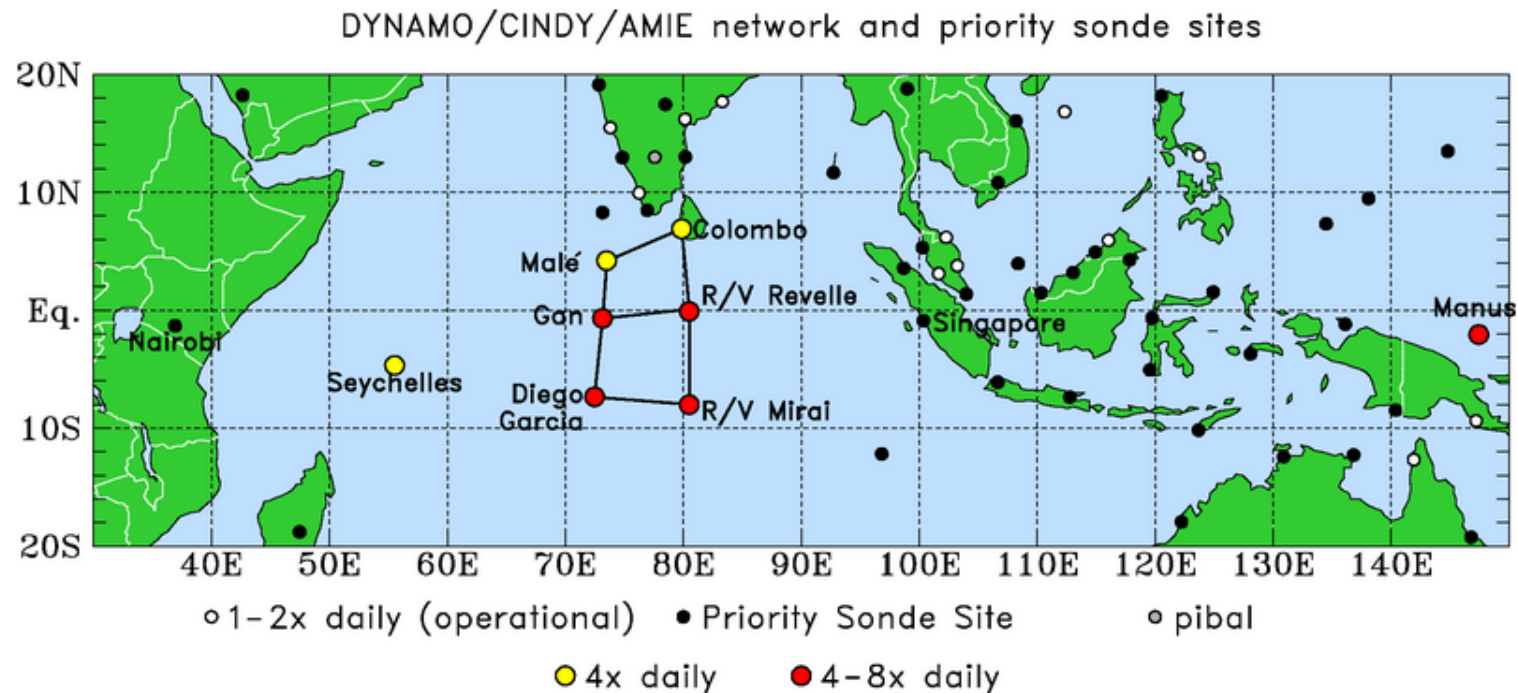 DYNAMO/CINDY/AMIE network and priority sonde sites
20N
10N
Colombo
Malé
R/V Revelle
Eq.
Gan
Manus
Singapore
Nairobi
Seychelles
Diego
Garcia
R/V Mirai
10S
20S
40E 50E 60E 70E 80E 90E 100E 110E 120E 130E 140E
1-2x daily (operational) Priority Sonde Site pibal
4x daily 4-8x daily